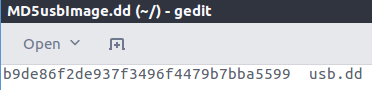 MD5usbImage.dd (~/) - gedit
Open
b9de86f2de937f3496f4479b7bba5599  usb.dd